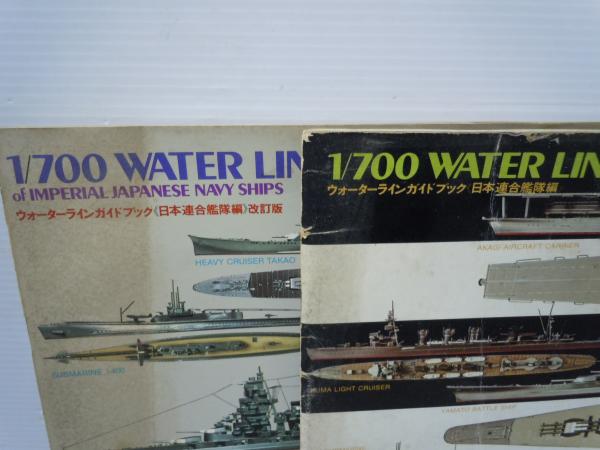 1/700 WATER LIN
of IMPERIAL JAPANESE NAVY SHIPS
ウォーターラインガイドブック《日本連合艦隊編》改訂版
HEAVY CRUISER TAKAO
SUBMARINE I-400
1/700 WATER LIN
ウォーターラインガイドブック 日本連合艦隊編
AKAGI AIRCRAFT CARRIER
KUMA LIGHT CRUISER
YAMATO BATTLE SHIP